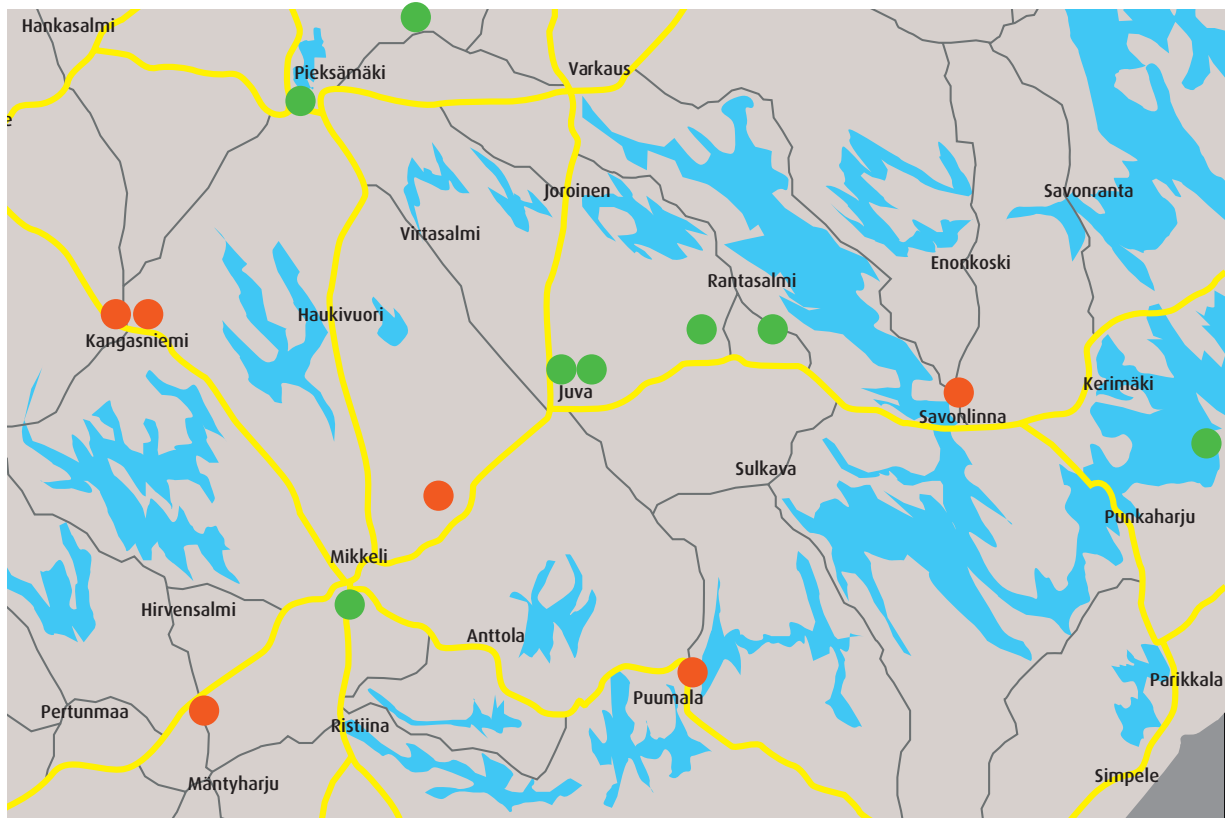 Hankasalmi
Pieksämäki
Varkaus
e
Joroinen
Savonranta
Virtasalmi
Enonkoski
Rantasalmi
Haukivuori
Kangasniemi
Juva
Kerimäki
Savonlinna
Sulkava
Punkaharju
Mikkeli
Hirvensalmi
Anttola
Parikkala
Puumala
Pertunmaa
Ristiina
Simpele
Mäntyharju